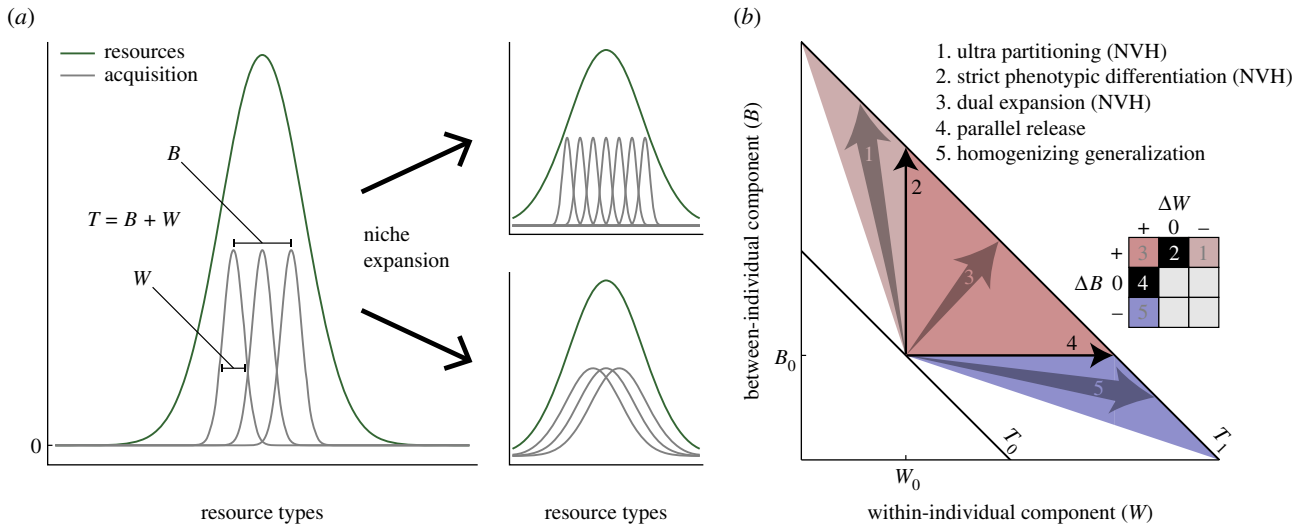 (a)
resources
acquisition
B
T = B + W
W
0
resource types
niche
expansion
resource types
(b)
1. ultra partitioning (NVH)
2. strict phenotypic differentiation (NVH)
3. dual expansion (NVH)
4. parallel release
5. homogenizing generalization
between-individual component (B)
1
2
3
4
5
ΔW
+ 0 −
+ 3 2 1
ΔB 0 4
− 5
B0
T0
T1
W0
within-individual component (W)